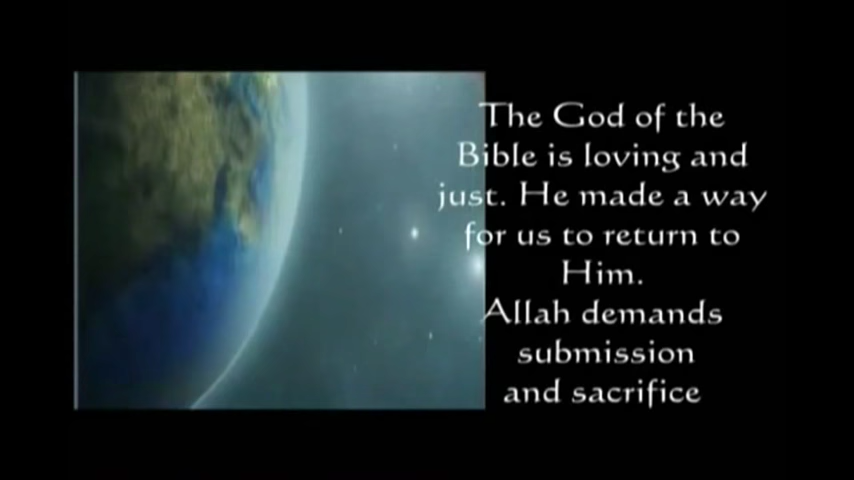 The God of the
Bible is loving and
just. He made a way
for us to return to
Him.
Allah demands
submission
and sacrifice